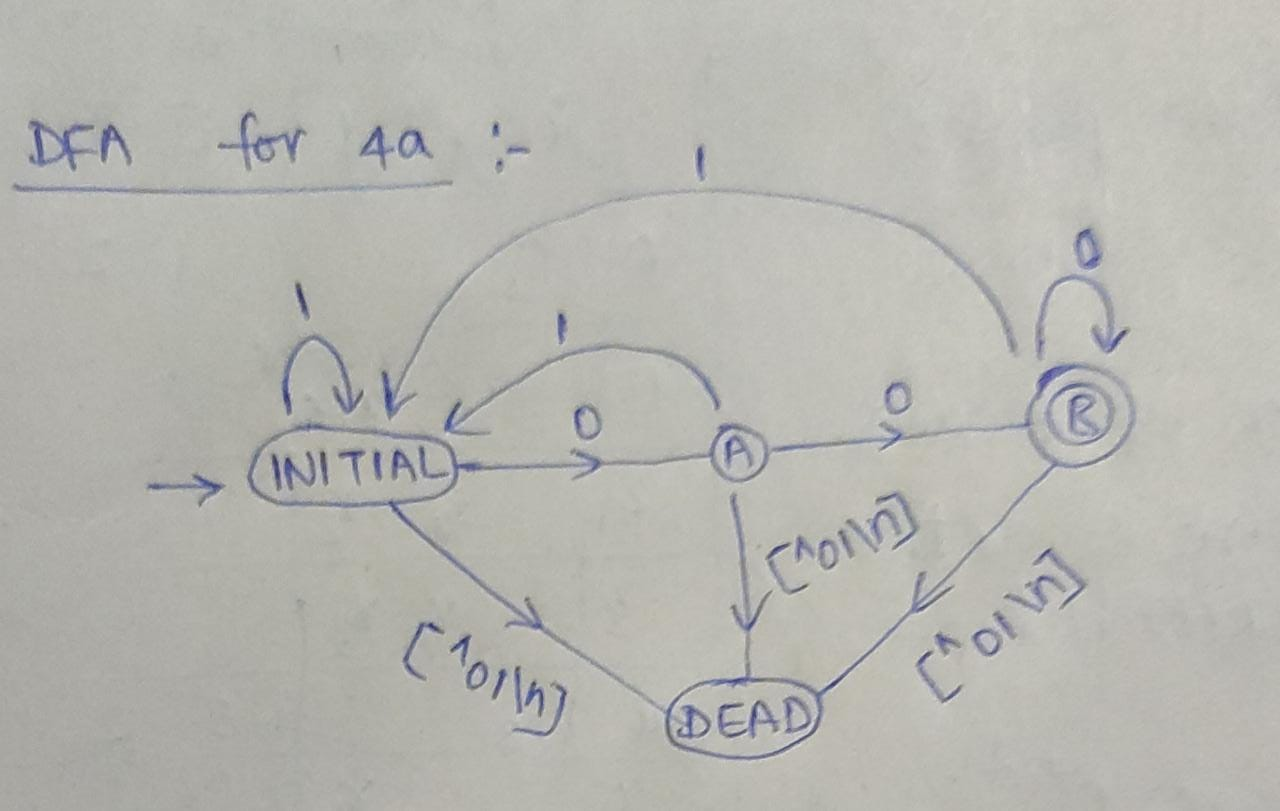 DFA for 4a :-
1
0
1
1
0
0
B
INITIAL
A
[^01\n]
[^01\n]
[^01\n]
DEAD